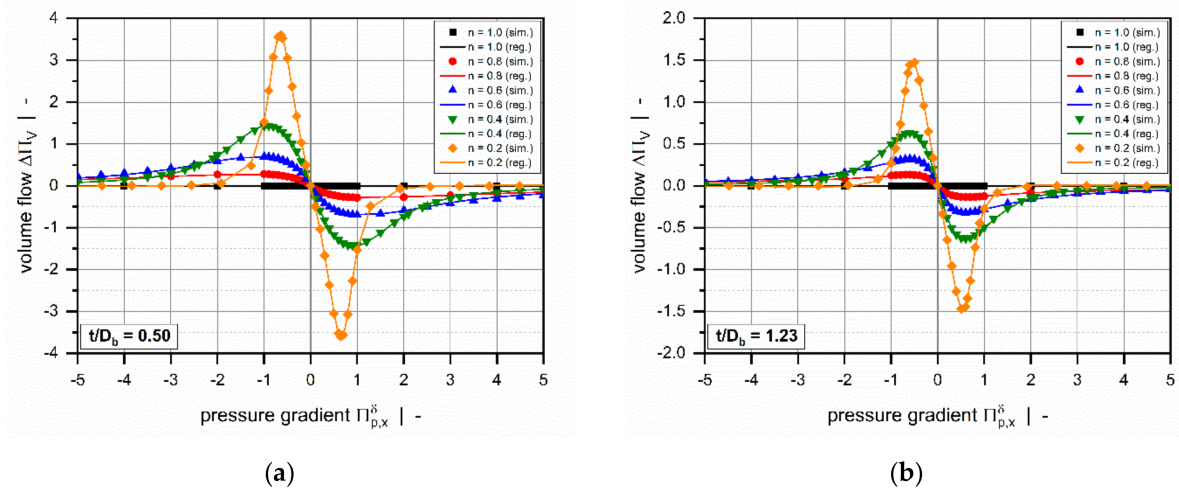 4
3
2
1
0
-1
-2
-3
-4
volume flow ΔΠV | -
n = 1.0 (sim.)
n = 1.0 (reg.)
n = 0.8 (sim.)
n = 0.8 (reg.)
n = 0.6 (sim.)
n = 0.6 (reg.)
n = 0.4 (sim.)
n = 0.4 (reg.)
n = 0.2 (sim.)
n = 0.2 (reg.)
t/Db = 0.50
-5 -4 -3 -2 -1 0 1 2 3 4 5
pressure gradient Πδp,x | -
(a)
2.0
1.5
1.0
0.5
0.0
-0.5
-1.0
-1.5
-2.0
volume flow ΔΠV | -
n = 1.0 (sim.)
n = 1.0 (reg.)
n = 0.8 (sim.)
n = 0.8 (reg.)
n = 0.6 (sim.)
n = 0.6 (reg.)
n = 0.4 (sim.)
n = 0.4 (reg.)
n = 0.2 (sim.)
n = 0.2 (reg.)
t/Db = 1.23
-5 -4 -3 -2 -1 0 1 2 3 4 5
pressure gradient Πδp,x | -
(b)